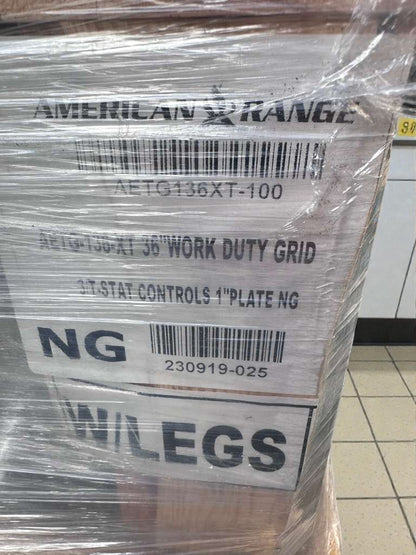 AMERICAN RANGE
AETG136XT-100
AETG-136-XT 36"WORK DUTY GRID
3/T-STAT CONTROLS 1"PLATE NG
NG
230919-025
W/LEGS